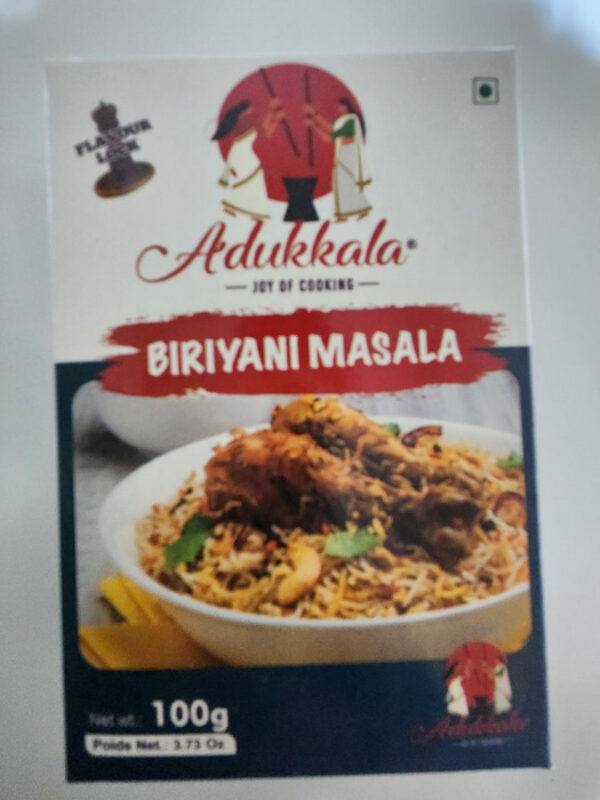 FLAVOUR
LOCK
Adukkala®
JOY OF COOKING
BIRIYANI MASALA
Net wt.: 100g
Poids Net.: 3.73 Oz
Adukkala